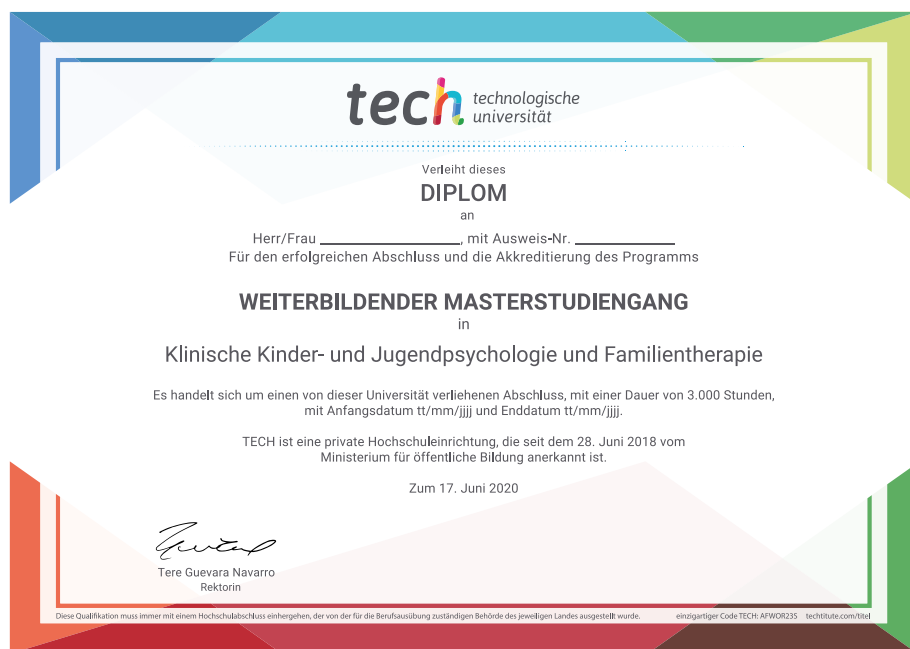 tech technologische
universität
Verleiht dieses
DIPLOM
an
Herr/Frau ____________________, mit Ausweis-Nr. __________________
Für den erfolgreichen Abschluss und die Akkreditierung des Programms
WEITERBILDENDER MASTERSTUDIENGANG
in
Klinische Kinder- und Jugendpsychologie und Familientherapie
Es handelt sich um einen von dieser Universität verliehenen Abschluss, mit einer Dauer von 3.000 Stunden,
mit Anfangsdatum tt/mm/jjjj und Enddatum tt/mm/jjjj.
TECH ist eine private Hochschuleinrichtung, die seit dem 28. Juni 2018 vom
Ministerium für öffentliche Bildung anerkannt ist.
Zum 17. Juni 2020
Tere Guevara Navarro
Rektorin
Diese Qualifikation muss immer mit einem Hochschulabschluss einhergehen, der von der für die Berufsausübung zuständigen Behörde des jeweiligen Landes ausgestellt wurde. einzigartiger Code TECH: AFWOR23S techtitute.com/titel